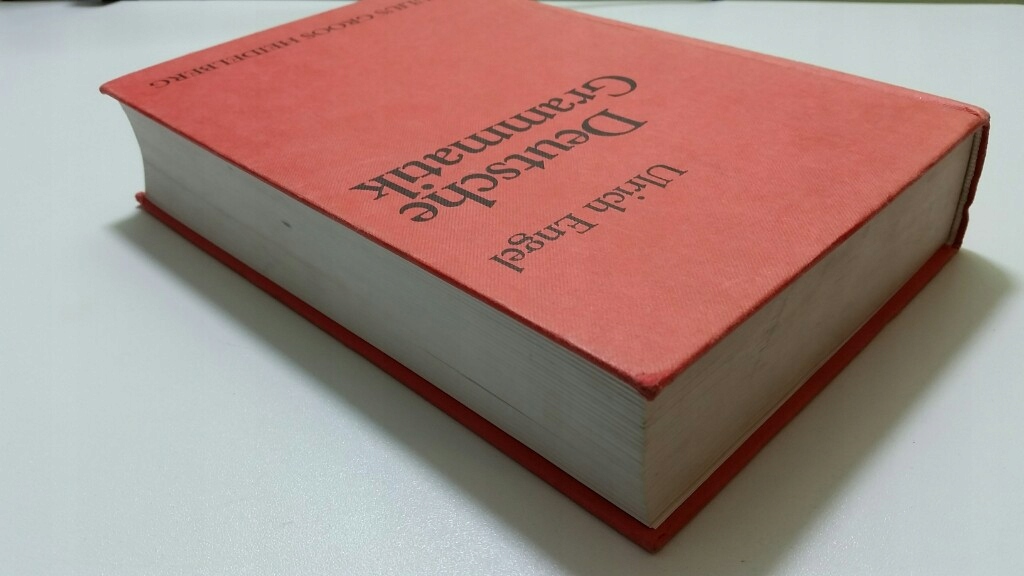 Ulrich Engel
Deutsche
Grammatik
GROOS HEIDELBERG